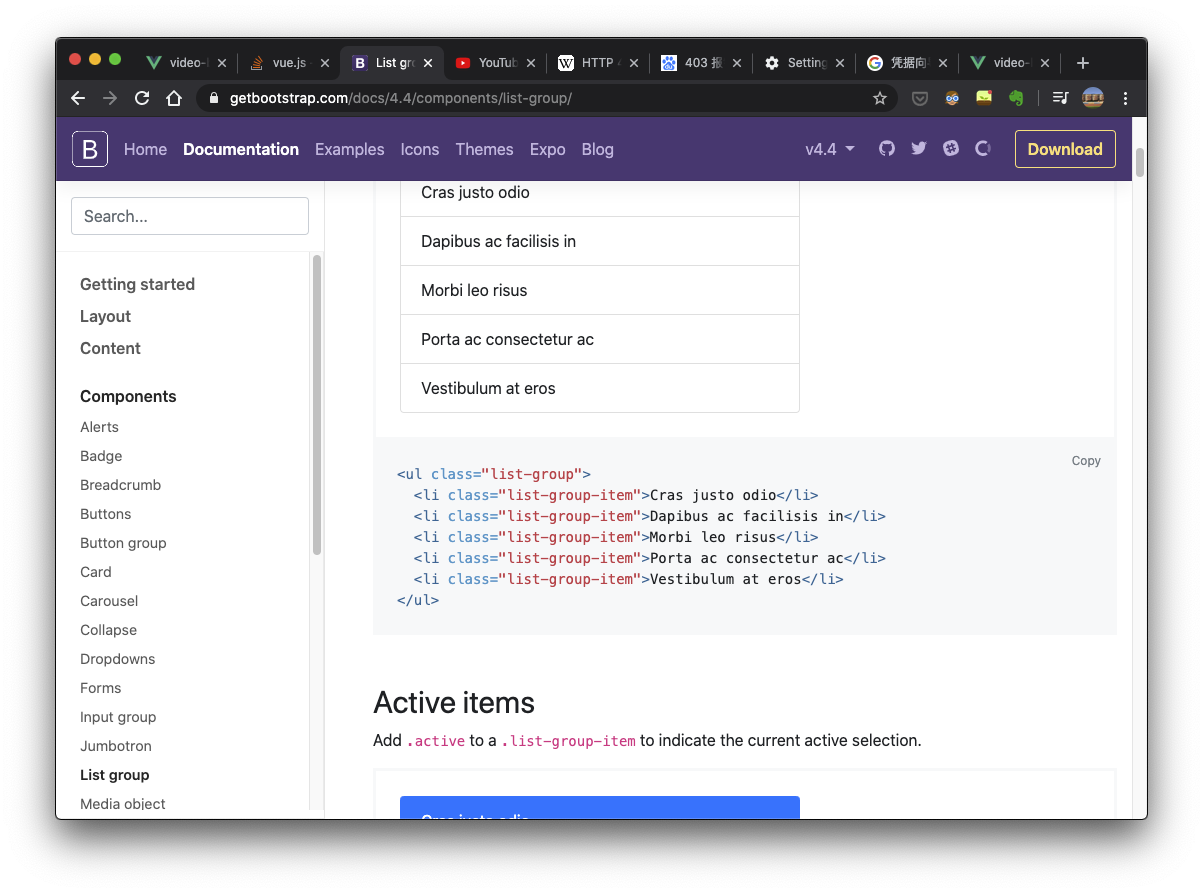 video-
vue.js
List gro
YouTub
HTTP 4
403 报
Setting
凭据向
video-
getbootstrap.com/docs/4.4/components/list-group/
B Home Documentation Examples Icons Themes Expo Blog v4.4 Download
Search...
Getting started
Layout
Content
Components
Alerts
Badge
Breadcrumb
Buttons
Button group
Card
Carousel
Collapse
Dropdowns
Forms
Input group
Jumbotron
List group
Media object
Cras justo odio
Dapibus ac facilisis in
Morbi leo risus
Porta ac consectetur ac
Vestibulum at eros
Copy
<ul class="list-group">
  <li class="list-group-item">Cras justo odio</li>
  <li class="list-group-item">Dapibus ac facilisis in</li>
  <li class="list-group-item">Morbi leo risus</li>
  <li class="list-group-item">Porta ac consectetur ac</li>
  <li class="list-group-item">Vestibulum at eros</li>
</ul>
Active items
Add .active to a .list-group-item to indicate the current active selection.
Cras justo odio